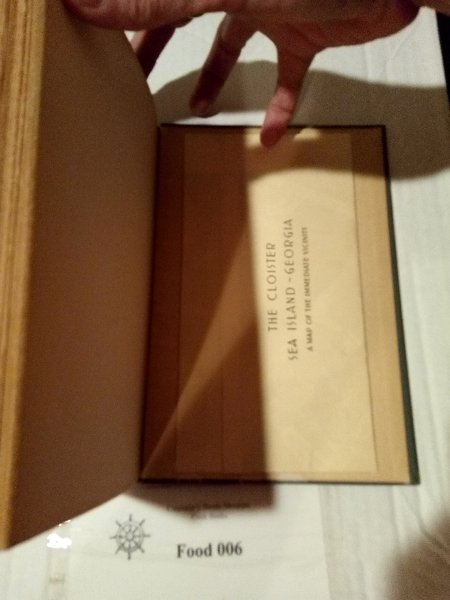 THE CLOISTER
SEA ISLAND - GEORGIA
A MAP OF THE IMMEDIATE VICINITY
Food 006